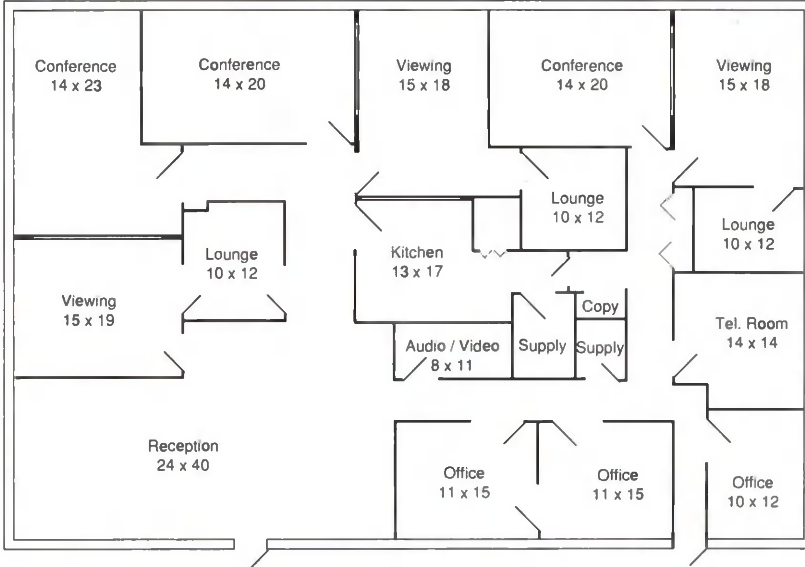 Conference
14 x 23
Conference
14 x 20
Viewing
15 x 18
Conference
14 x 20
Viewing
15 x 18
Lounge
10 x 12
Lounge
10 x 12
Lounge
10 x 12
Kitchen
13 x 17
Viewing
15 x 19
Copy
Tel. Room
14 x 14
Audio / Video
8 x 11
Supply
Supply
Reception
24 x 40
Office
11 x 15
Office
11 x 15
Office
10 x 12